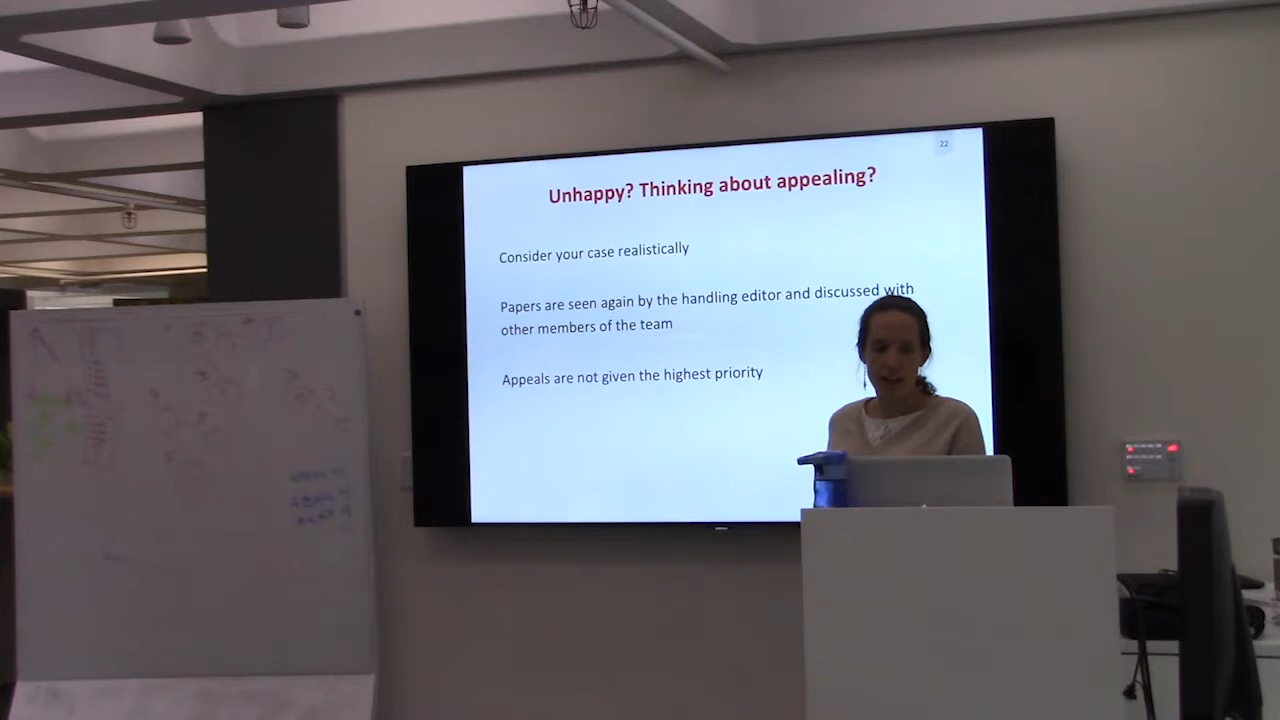 22
Unhappy? Thinking about appealing?
Consider your case realistically
Papers are seen again by the handling editor and discussed with
other members of the team
Appeals are not given the highest priority